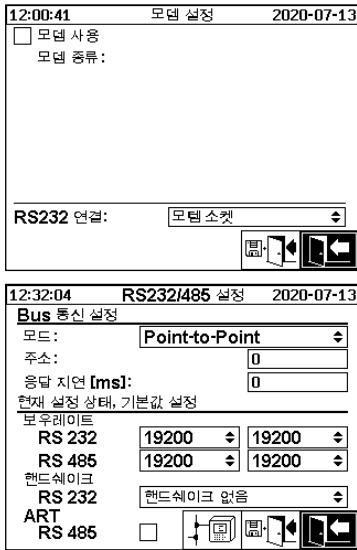 12:00:41 모뎀 설정 2020-07-13
모뎀 사용
모뎀 종류:
RS232 연결: 모템 소켓
12:32:04 RS232/485 설정 2020-07-13
Bus 통신 설정
모드: Point-to-Point
주소: 0
응답 지연 [ms]: 0
현재 설정 상태, 기본값 설정
보우레이트
RS 232 19200 19200
RS 485 19200 19200
핸드쉐이크
RS 232 핸드쉐이크 없음
ART
RS 485